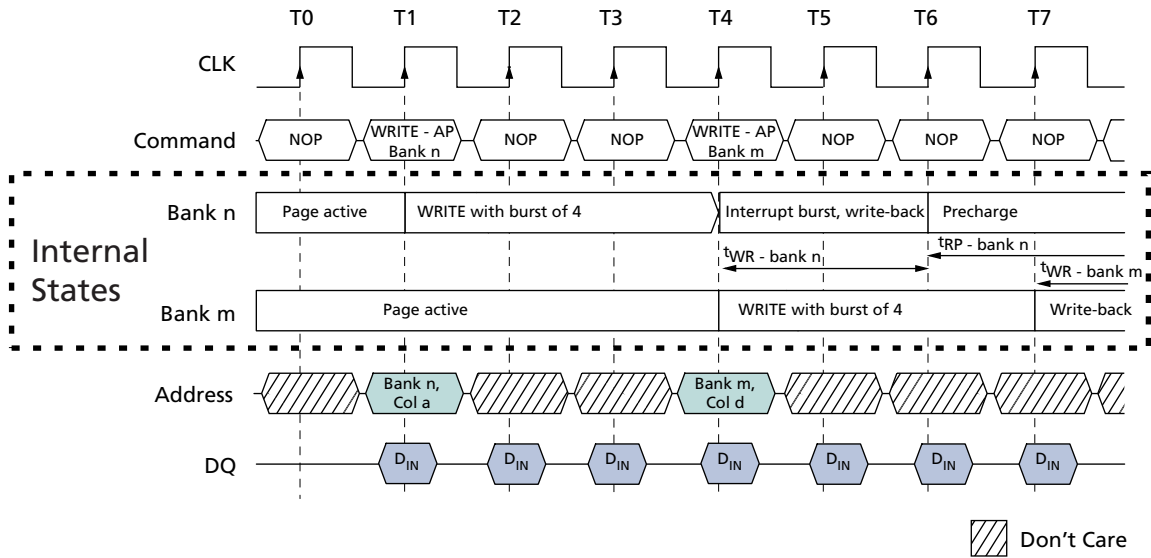 T0 T1 T2 T3 T4 T5 T6 T7
CLK
Command NOP WRITE - AP Bank n NOP NOP WRITE - AP Bank m NOP NOP NOP
Internal States
Bank n Page active WRITE with burst of 4 Interrupt burst, write-back Precharge
tWR - bank n tRP - bank n
tWR - bank m
Bank m Page active WRITE with burst of 4 Write-back
Address Bank n, Col a Bank m, Col d
DQ DIN DIN DIN DIN DIN DIN DIN
Don't Care